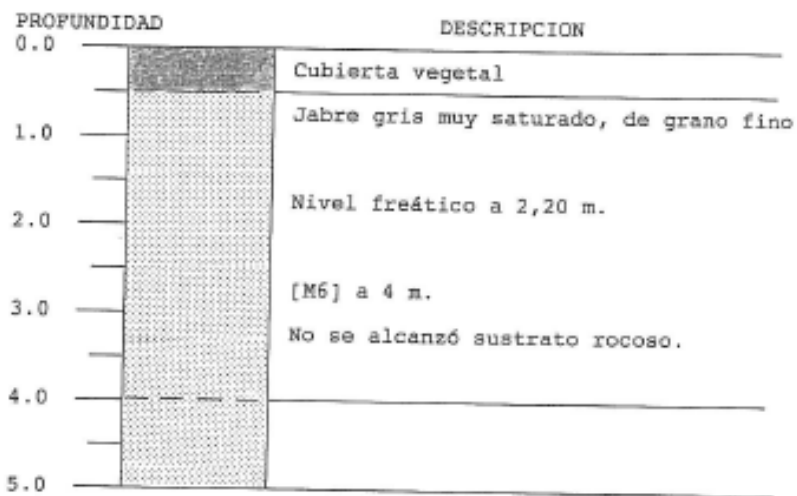 PROFUNDIDAD DESCRIPCION
0.0
Cubierta vegetal
Jabre gris muy saturado, de grano fino
1.0
Nivel freático a 2,20 m.
2.0
[M6] a 4 m.
3.0
No se alcanzó sustrato rocoso.
4.0
5.0